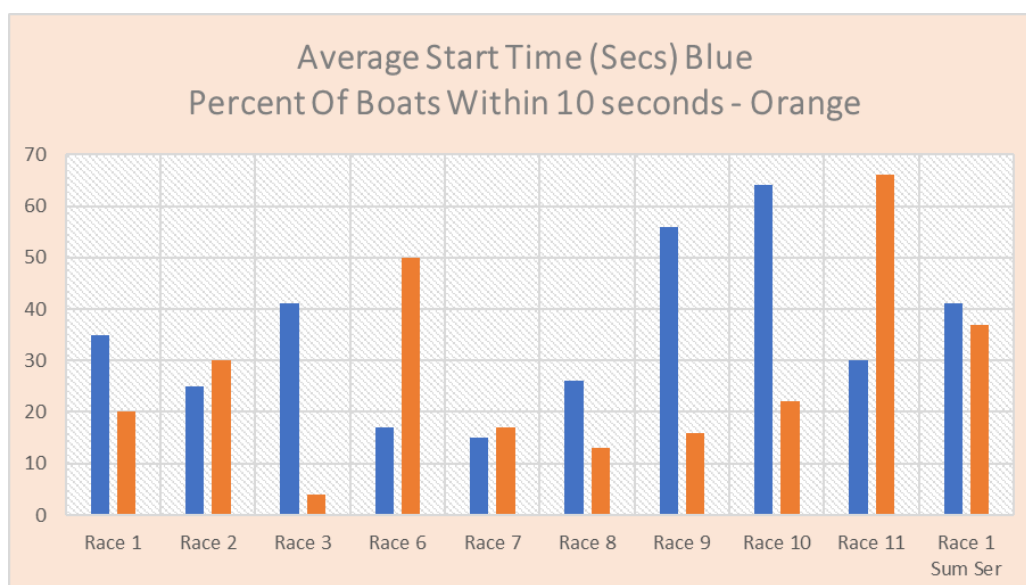 Average Start Time (Secs) Blue
Percent Of Boats Within 10 seconds - Orange
70
60
50
40
30
20
10
0
Race 1 Race 2 Race 3 Race 6 Race 7 Race 8 Race 9 Race 10 Race 11 Race 1
Sum Ser